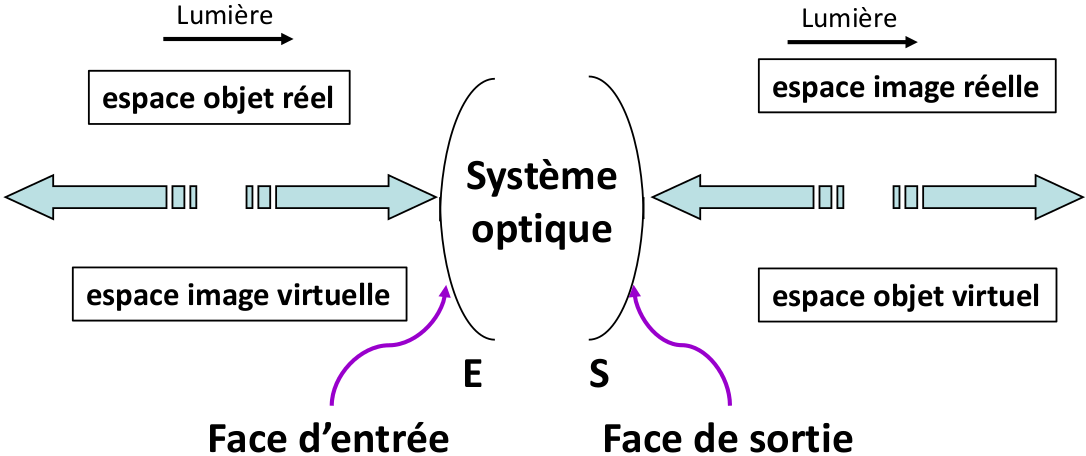 Lumière
Lumière
espace objet réel
espace image réelle
Système
optique
espace image virtuelle
espace objet virtuel
E
S
Face d’entrée
Face de sortie